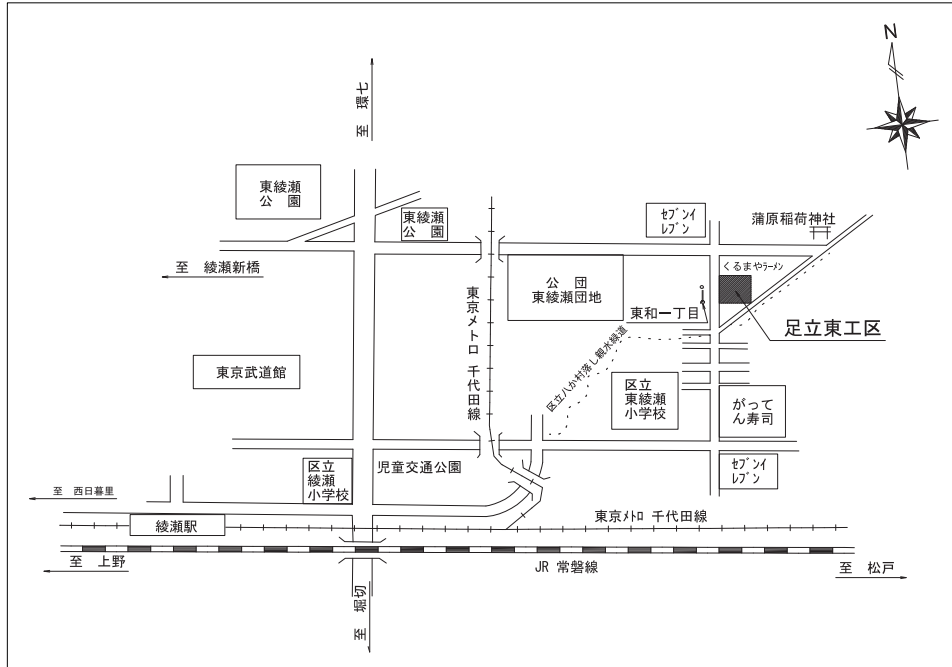 N
至 環七
東綾瀬
公 園
東綾瀬
公 園
ｾﾌﾞﾝｲ
ﾚﾌﾞﾝ
蒲原稲荷神社
至 綾瀬新橋
くるまやﾗｰﾒﾝ
公 団
東綾瀬団地
東和一丁目
足立東工区
東京メトロ 千代田線
区立八か村落し親水緑道
東京武道館
区立
東綾瀬
小学校
がって
ん寿司
区立
綾瀬
小学校
児童交通公園
ｾﾌﾞﾝｲ
ﾚﾌﾞﾝ
至 西日暮里
綾瀬駅
東京ﾒﾄﾛ 千代田線
至 上野
JR 常磐線
至 松戸
至 堀切